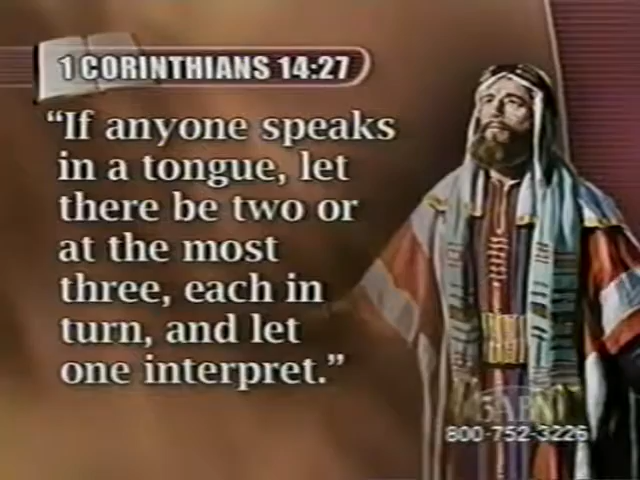 1 CORINTHIANS 14:27
“If anyone speaks
in a tongue, let
there be two or
at the most
three, each in
turn, and let
one interpret.”
3ABN
800-752-3226